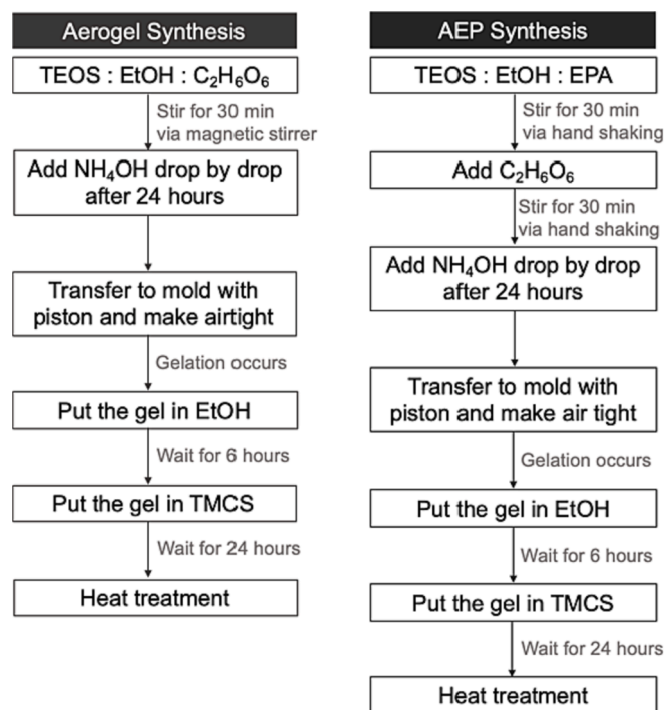 Aerogel Synthesis
TEOS : EtOH : C₂H₆O₆
Stir for 30 min
via magnetic stirrer
Add NH₄OH drop by drop
after 24 hours
Transfer to mold with
piston and make airtight
Gelation occurs
Put the gel in EtOH
Wait for 6 hours
Put the gel in TMCS
Wait for 24 hours
Heat treatment
AEP Synthesis
TEOS : EtOH : EPA
Stir for 30 min
via hand shaking
Add C₂H₆O₆
Stir for 30 min
via hand shaking
Add NH₄OH drop by drop
after 24 hours
Transfer to mold with
piston and make air tight
Gelation occurs
Put the gel in EtOH
Wait for 6 hours
Put the gel in TMCS
Wait for 24 hours
Heat treatment